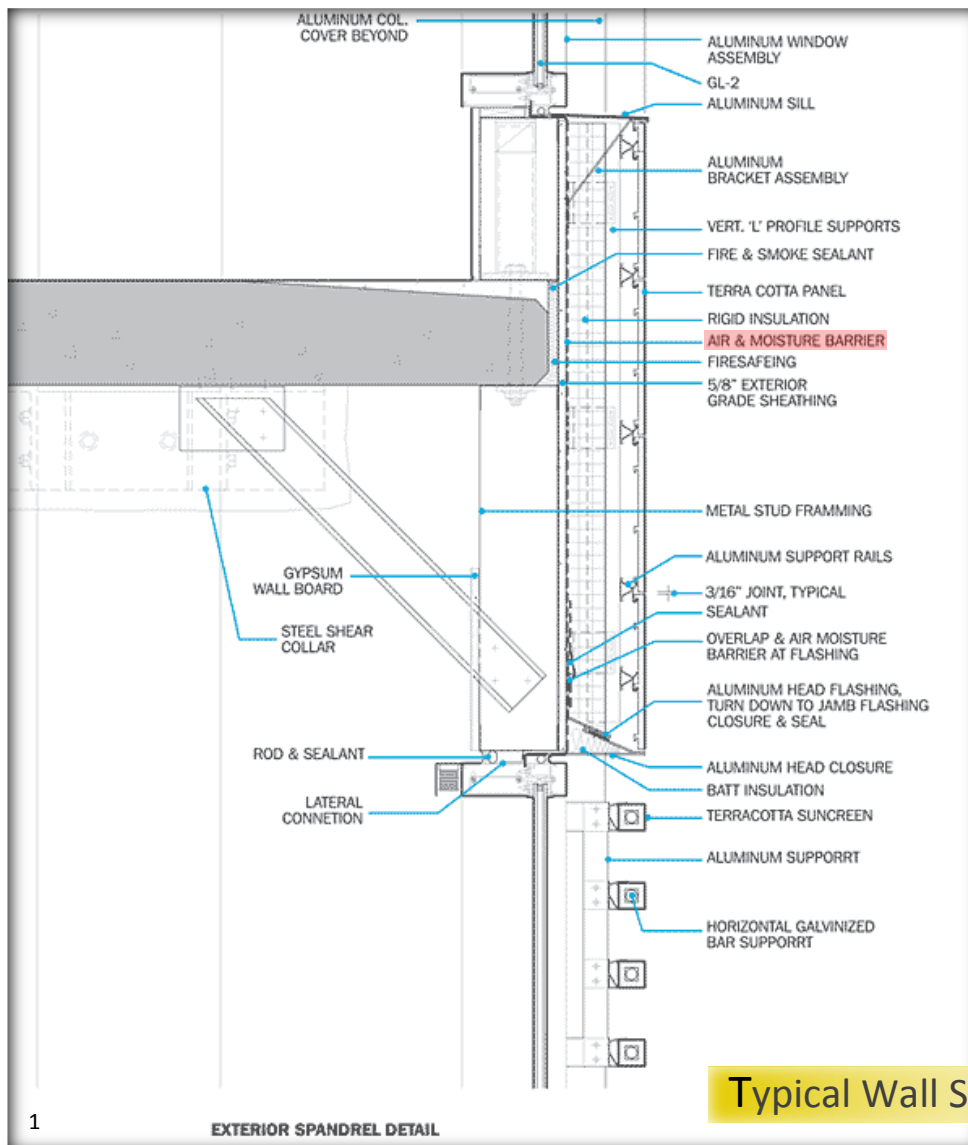 ALUMINUM COL.
COVER BEYOND
ALUMINUM WINDOW
ASSEMBLY
GL-2
ALUMINUM SILL
ALUMINUM
BRACKET ASSEMBLY
VERT. 'L' PROFILE SUPPORTS
FIRE & SMOKE SEALANT
TERRA COTTA PANEL
RIGID INSULATION
AIR & MOISTURE BARRIER
FIRESAFEING
5/8" EXTERIOR
GRADE SHEATHING
METAL STUD FRAMMING
ALUMINUM SUPPORT RAILS
GYPSUM
WALL BOARD
3/16" JOINT, TYPICAL
SEALANT
STEEL SHEAR
COLLAR
OVERLAP & AIR MOISTURE
BARRIER AT FLASHING
ALUMINUM HEAD FLASHING,
TURN DOWN TO JAMB FLASHING
CLOSURE & SEAL
ROD & SEALANT
ALUMINUM HEAD CLOSURE
BATT INSULATION
LATERAL
CONNETION
TERRACOTTA SUNCREEN
ALUMINUM SUPPORRT
HORIZONTAL GALVINIZED
BAR SUPPORRT
Typical Wall S
1
EXTERIOR SPANDREL DETAIL